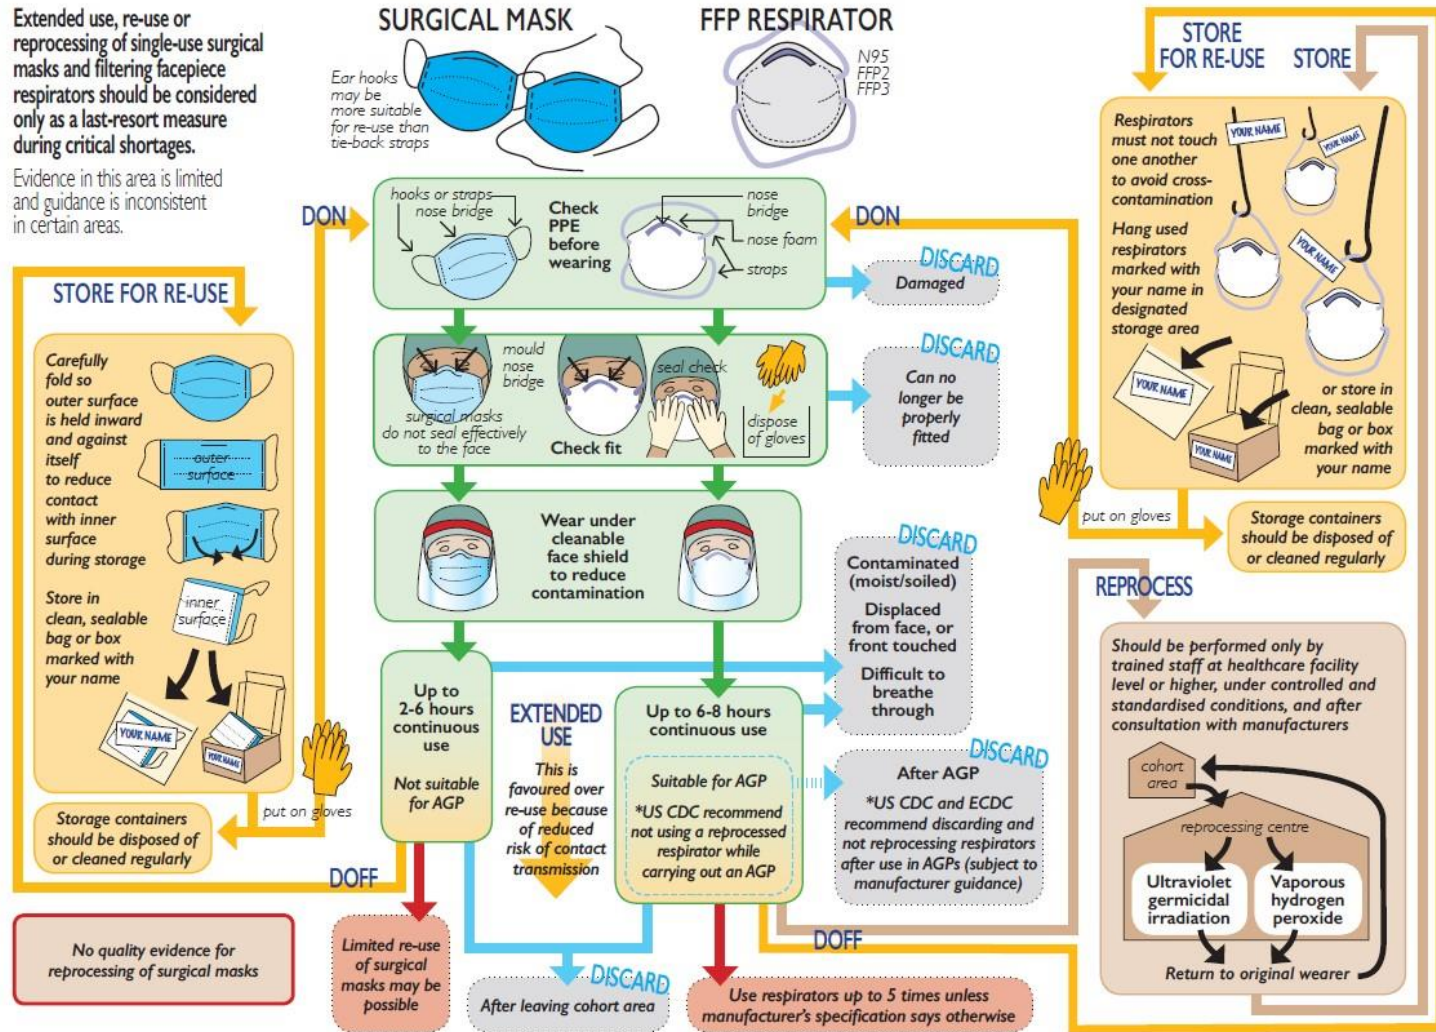 Extended use, re-use or
reprocessing of single-use surgical
masks and filtering facepiece
respirators should be considered
only as a last-resort measure
during critical shortages.
Evidence in this area is limited
and guidance is inconsistent
in certain areas.
SURGICAL MASK
Ear hooks
may be
more suitable
for re-use than
tie-back straps
FFP RESPIRATOR
N95
FFP2
FFP3
DON
hooks or straps
nose bridge
Check
PPE
before
wearing
nose
bridge
nose foam
straps
DON
DISCARD
Damaged
mould
nose
bridge
surgical masks
do not seal effectively
to the face
Check fit
seal check
dispose
of gloves
DISCARD
Can no
longer be
properly
fitted
Wear under
cleanable
face shield
to reduce
contamination
DISCARD
Contaminated
(moist/soiled)
Displaced
from face, or
front touched
Difficult to
breathe
through
Up to
2-6 hours
continuous
use
Not suitable
for AGP
EXTENDED
USE
This is
favoured over
re-use because
of reduced
risk of contact
transmission
Up to 6-8 hours
continuous use
Suitable for AGP
*US CDC recommend
not using a reprocessed
respirator while
carrying out an AGP
DISCARD
After AGP
*US CDC and ECDC
recommend discarding and
not reprocessing respirators
after use in AGPs (subject to
manufacturer guidance)
STORE FOR RE-USE
Carefully
fold so
outer surface
is held inward
and against
itself
to reduce
contact
with inner
surface
during storage
outer
surface
inner
surface
Store in
clean, sealable
bag or box
marked with
your name
YOUR NAME
YOUR NAME
put on gloves
Storage containers
should be disposed of
or cleaned regularly
DOFF
No quality evidence for
reprocessing of surgical masks
Limited re-use
of surgical
masks may be
possible
DISCARD
After leaving cohort area
Use respirators up to 5 times unless
manufacturer's specification says otherwise
DOFF
STORE
FOR RE-USE
STORE
Respirators
must not touch
one another
to avoid cross-
contamination
Hang used
respirators
marked with
your name in
designated
storage area
YOUR NAME
YOUR NAME
YOUR NAME
YOUR NAME
YOUR NAME
or store in
clean, sealable
bag or box
marked with
your name
put on gloves
Storage containers
should be disposed of
or cleaned regularly
REPROCESS
Should be performed only by
trained staff at healthcare facility
level or higher, under controlled and
standardised conditions, and after
consultation with manufacturers
cohort
area
reprocessing centre
Ultraviolet
germicidal
irradiation
Vaporous
hydrogen
peroxide
Return to original wearer